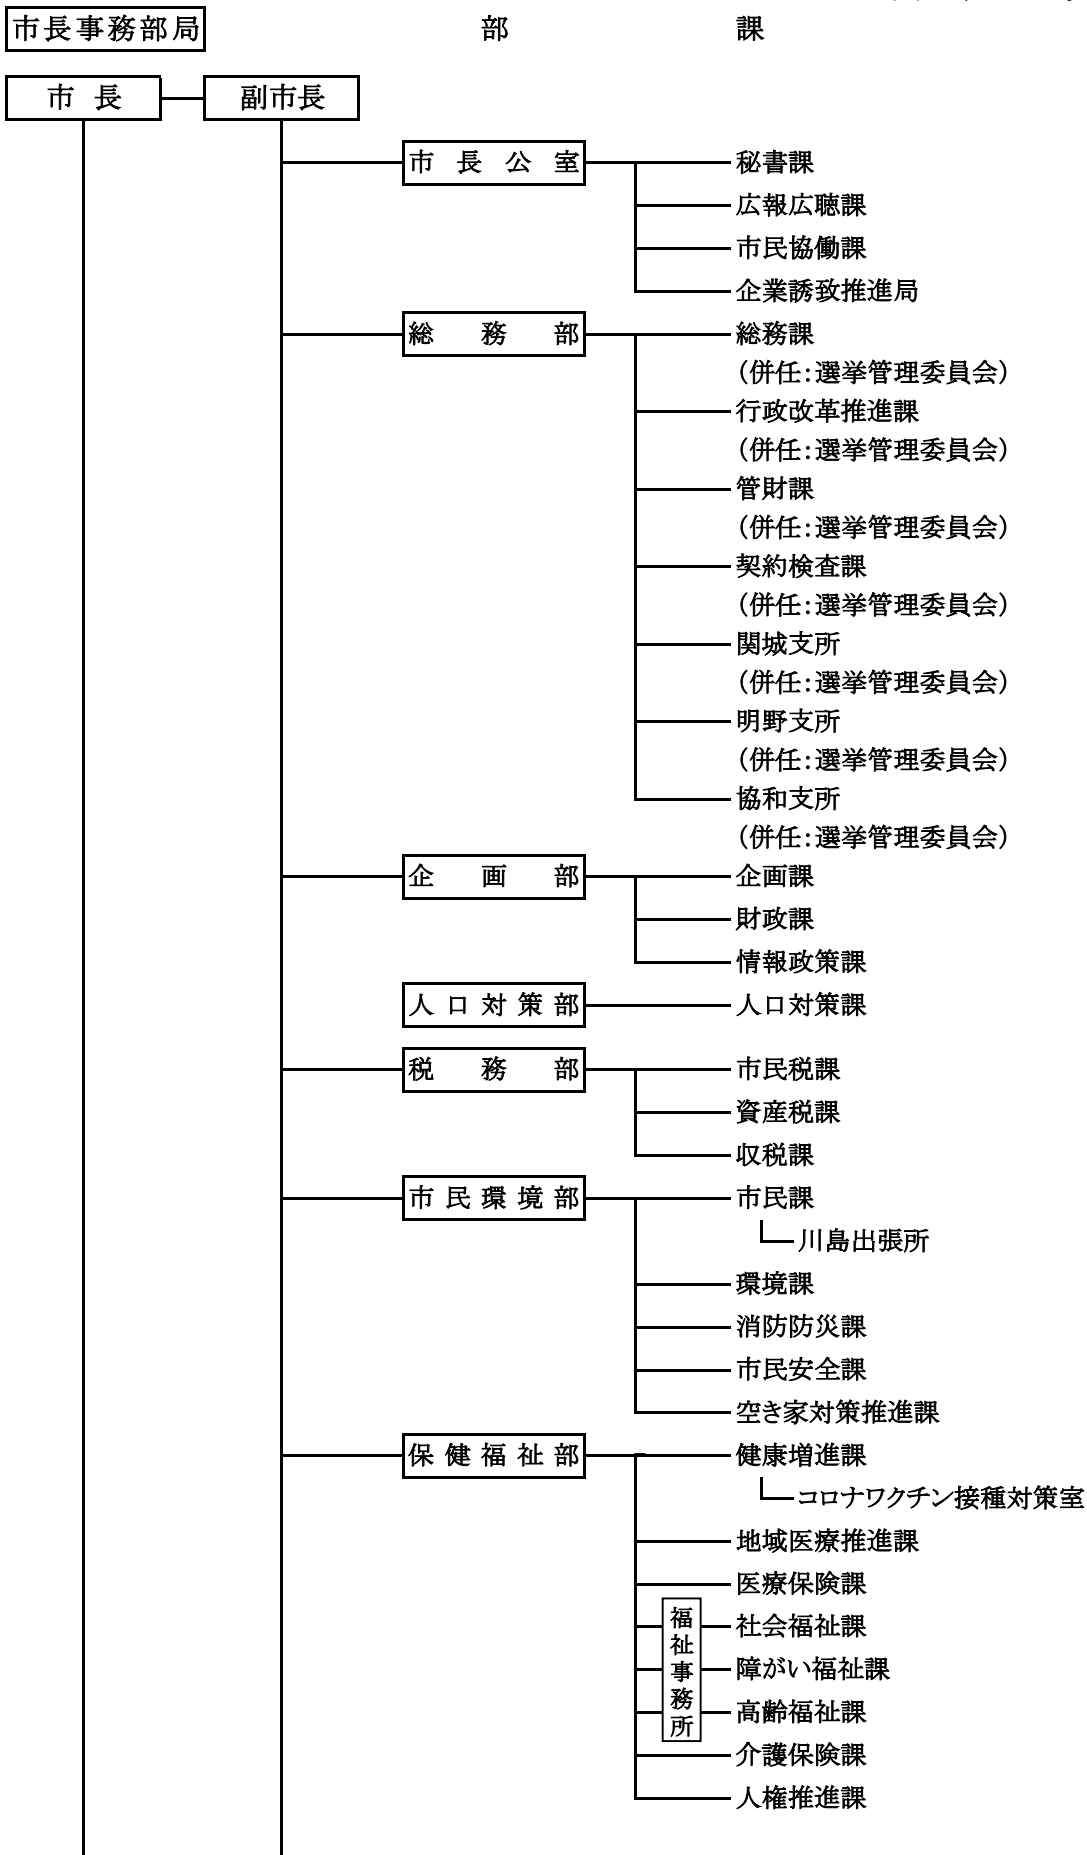 市長事務部局 部 課
市長 副市長
市長公室 秘書課
広報広聴課
市民協働課
企業誘致推進局
総務部 総務課
（併任：選挙管理委員会）
行政改革推進課
（併任：選挙管理委員会）
管財課
（併任：選挙管理委員会）
契約検査課
（併任：選挙管理委員会）
関城支所
（併任：選挙管理委員会）
明野支所
（併任：選挙管理委員会）
協和支所
（併任：選挙管理委員会）
企画部 企画課
財政課
情報政策課
人口対策部 人口対策課
税務部 市民税課
資産税課
収税課
市民環境部 市民課
川島出張所
環境課
消防防災課
市民安全課
空き家対策推進課
保健福祉部 健康増進課
コロナワクチン接種対策室
地域医療推進課
医療保険課
福祉事務所 社会福祉課
障がい福祉課
高齢福祉課
介護保険課
人権推進課